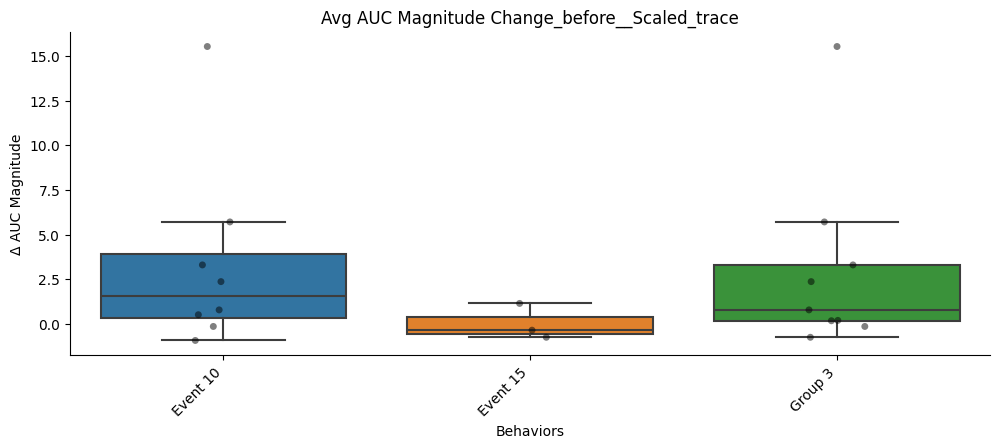 Avg AUC Magnitude Change_before__Scaled_trace
Δ AUC Magnitude
15.0
12.5
10.0
7.5
5.0
2.5
0.0
Event 10
Event 15
Group 3
Behaviors